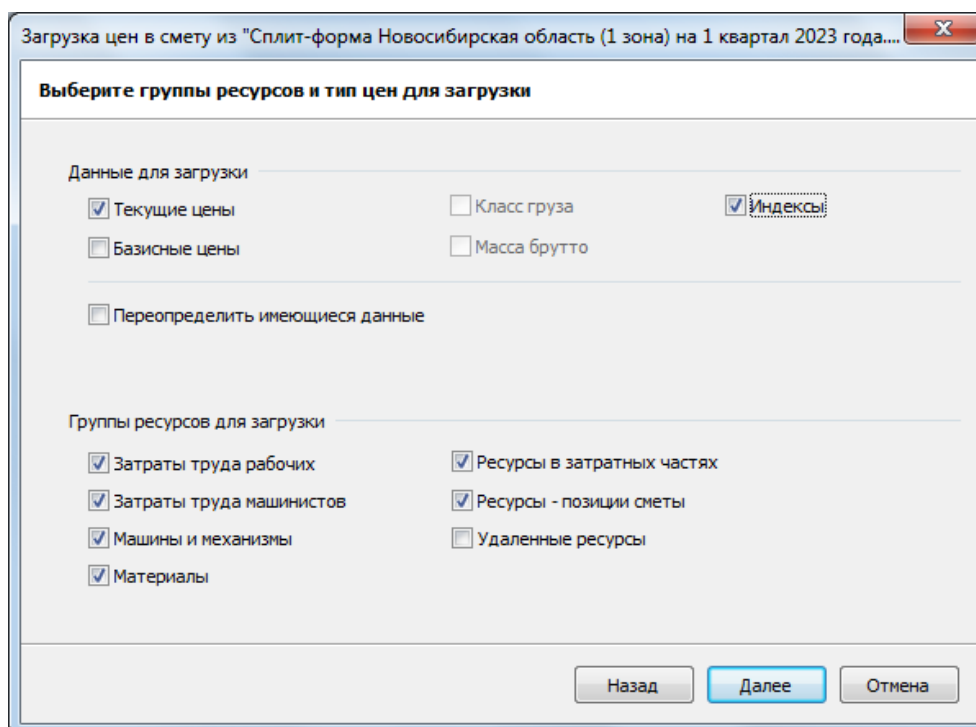 Загрузка цен в смету из "Сплит-форма Новосибирская область (1 зона) на 1 квартал 2023 года....
Выберите группы ресурсов и тип цен для загрузки
Данные для загрузки
Текущие цены
Класс груза
Индексы
Базисные цены
Масса брутто
Переопределить имеющиеся данные
Группы ресурсов для загрузки
Затраты труда рабочих
Ресурсы в затратных частях
Затраты труда машинистов
Ресурсы - позиции сметы
Машины и механизмы
Удаленные ресурсы
Материалы
Назад
Далее
Отмена